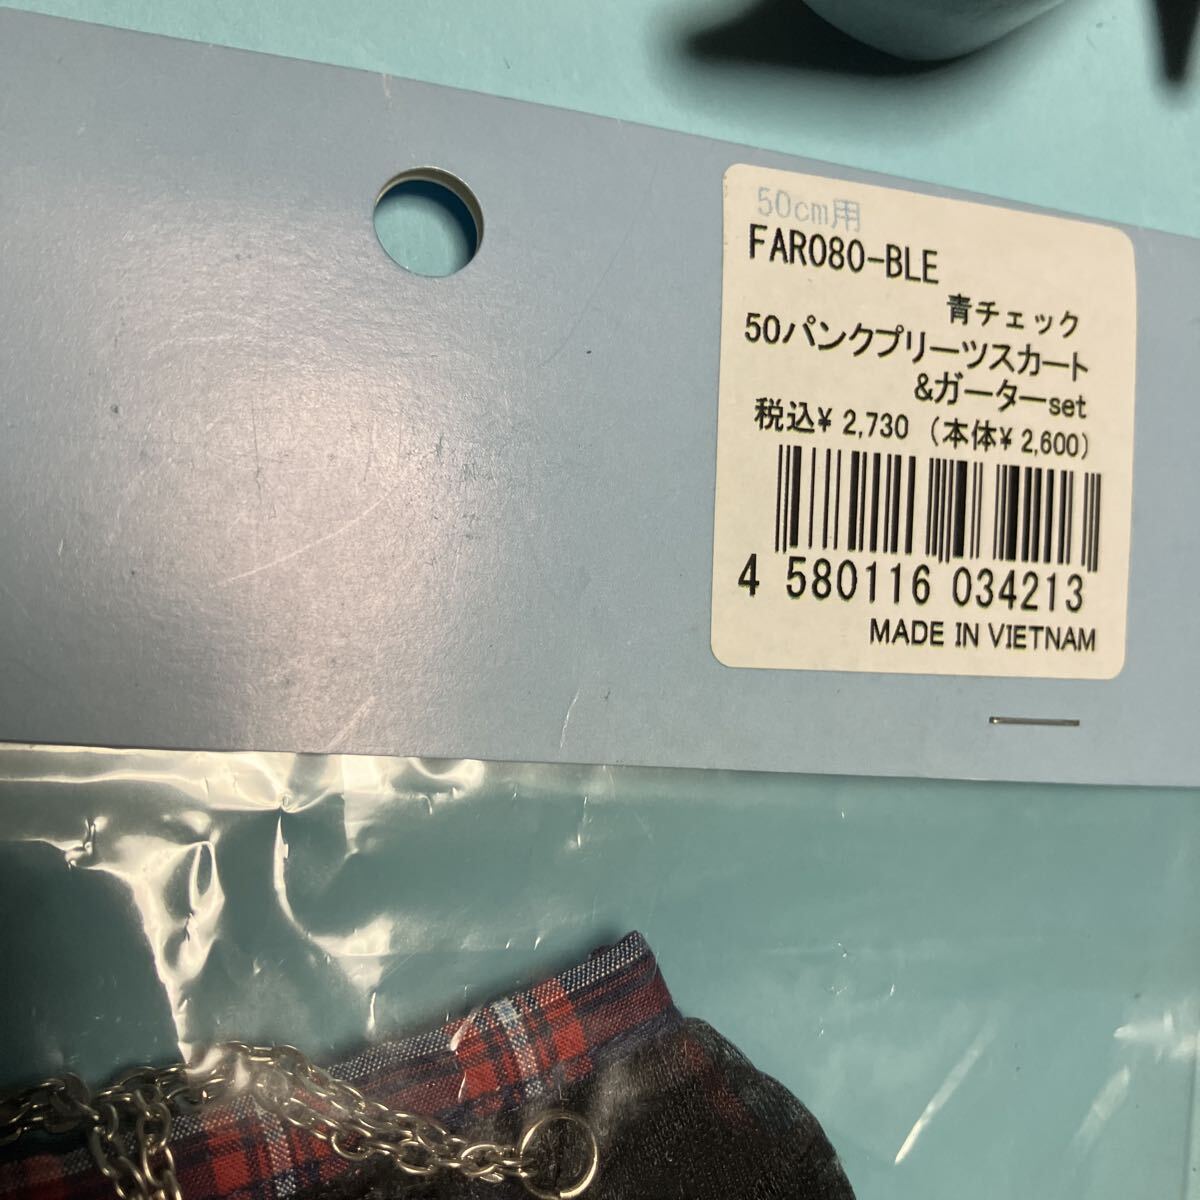 50cm用
FAR080-BLE
青チェック
50パンクプリーツスカート
&ガーターset
税込¥ 2,730 (本体¥ 2,600)
4 580116 034213
MADE IN VIETNAM